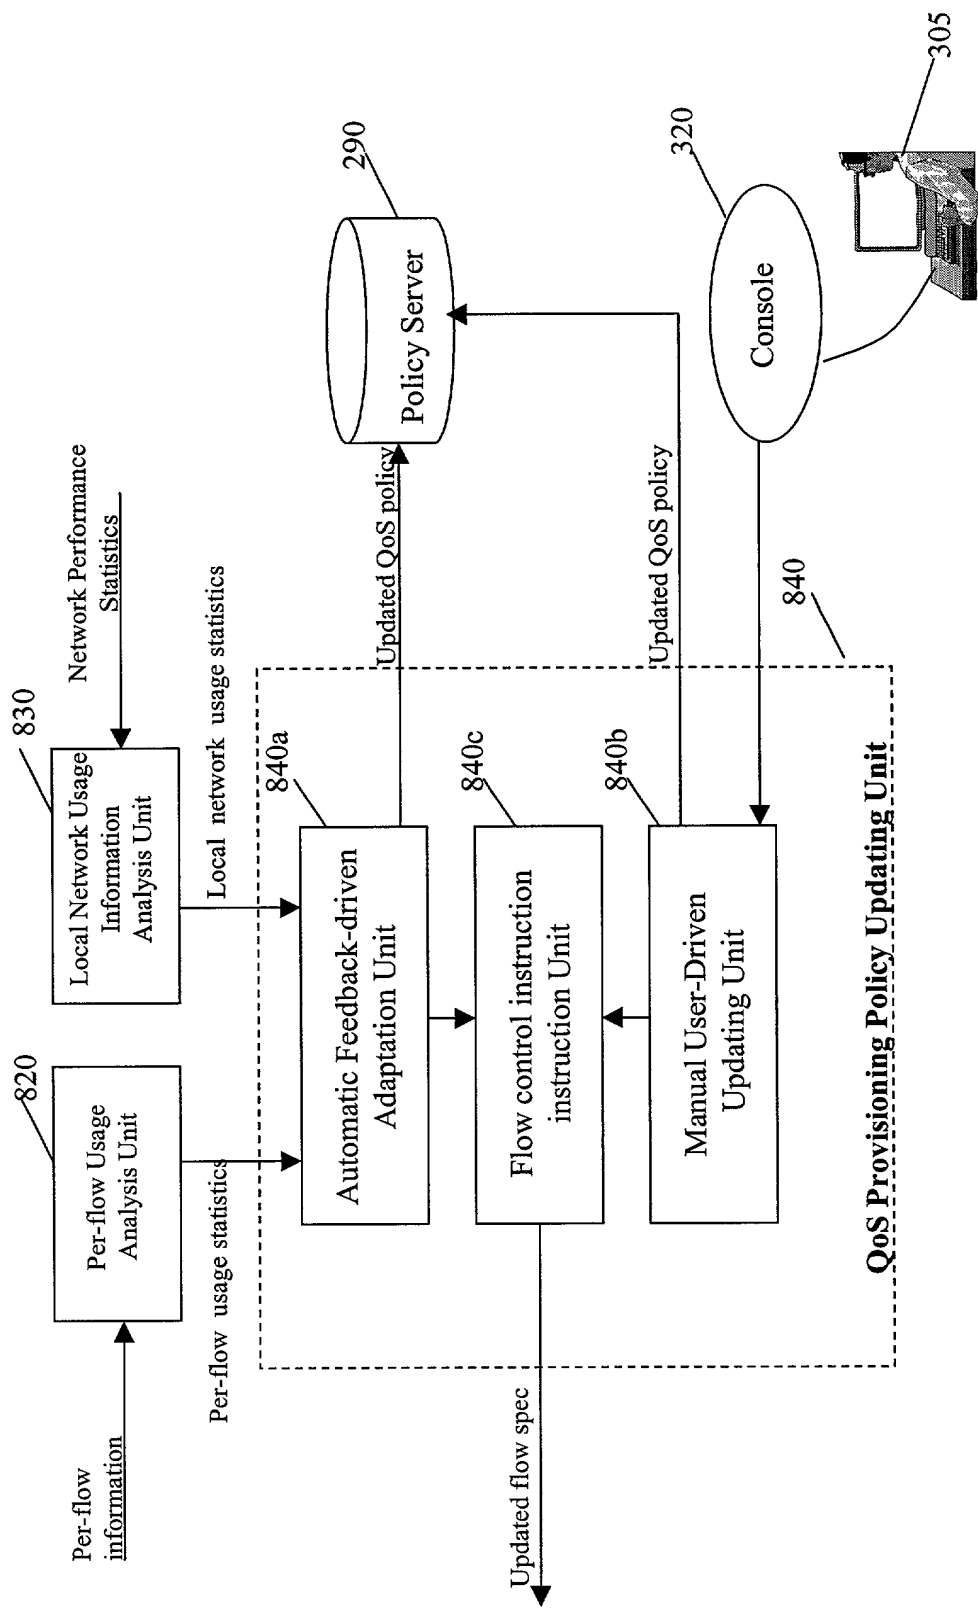 Per-flow
information
820
Per-flow Usage
Analysis Unit
830
Local Network Usage
Information
Analysis Unit
Network Performance
Statistics
Per-flow usage statistics
Local network usage statistics
840a
Automatic Feedback-driven
Adaptation Unit
Updated QoS policy
290
Policy Server
840c
Flow control instruction
instruction Unit
Updated flow spec
840b
Manual User-Driven
Updating Unit
Updated QoS policy
320
Console
305
840
QoS Provisioning Policy Updating Unit